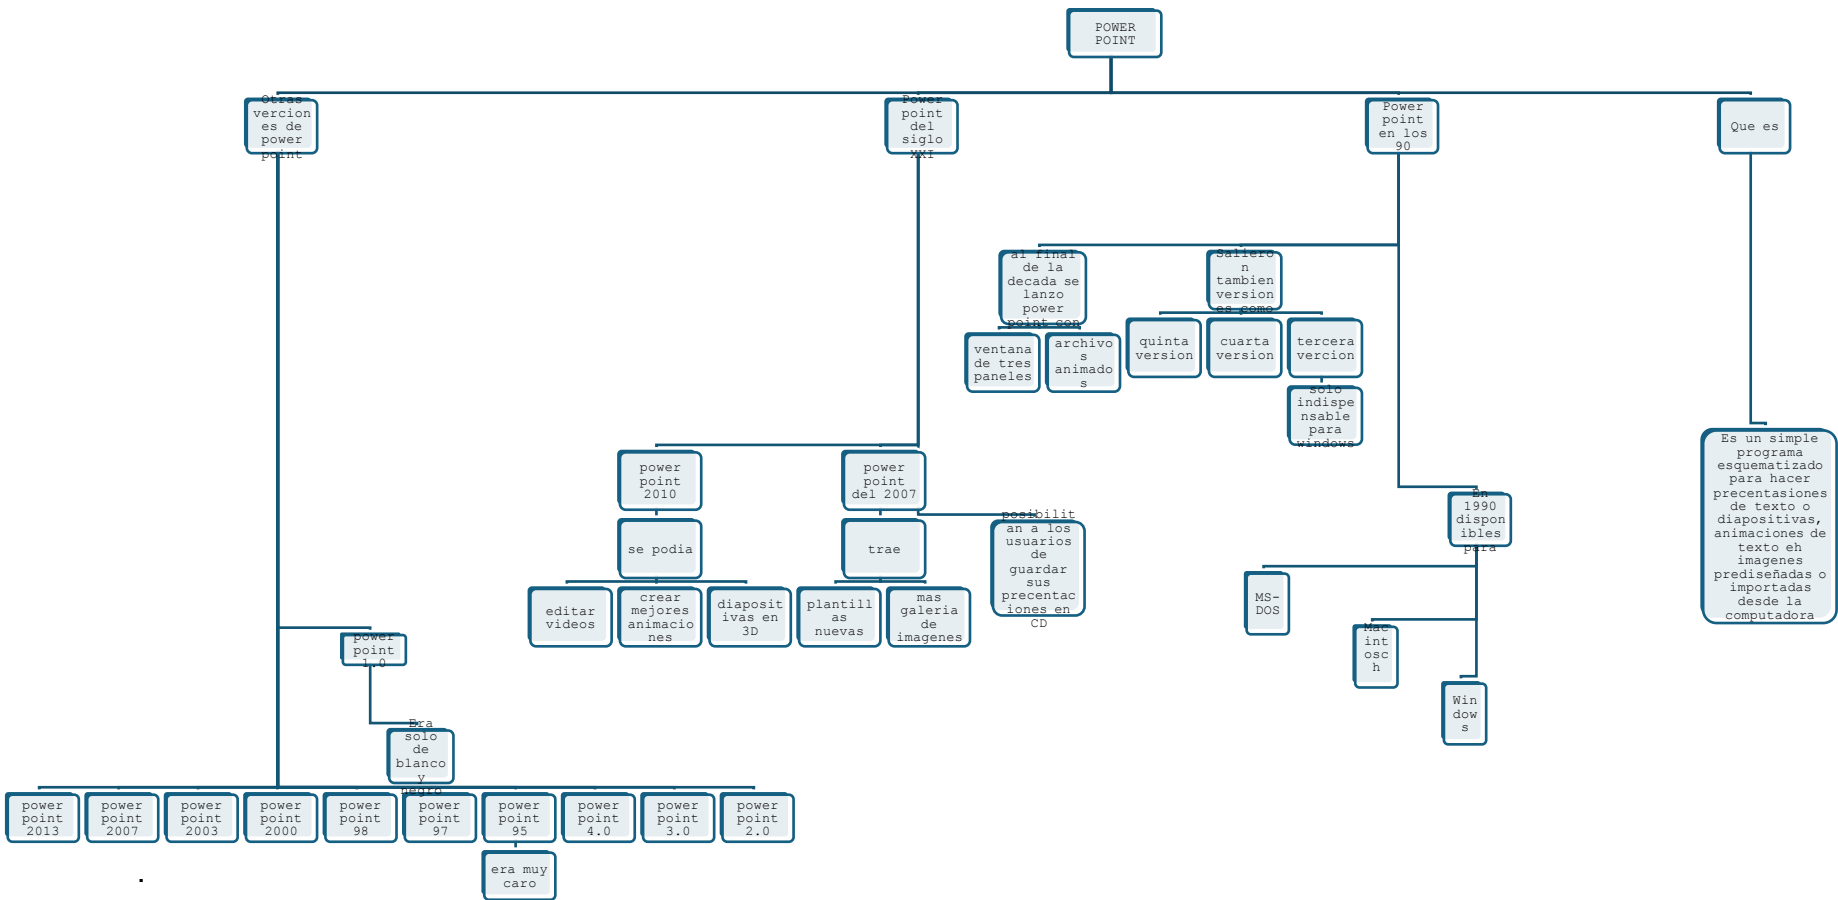 POWER
POINT
Otras
vercion
es de
power
point
Power
point
del
siglo
XXI
Power
point
en los
90
Que es
al final
de la
decada se
lanzo
power
point con
Saliero
n
tambien
version
es como
ventana
de tres
paneles
archivo
s
animado
s
quinta
version
cuarta
version
tercera
vercion
solo
indispe
nsable
para
windows
Es un simple
programa
esquematizado
para hacer
precentasiones
de texto o
diapositivas,
animaciones de
texto eh
imagenes
prediseñadas o
importadas
desde la
computadora
power
point
2010
power
point
del 2007
En
1990
dispon
ibles
para
se podia
trae
posibilit
an a los
usuarios
de
guardar
sus
precentac
iones en
CD
editar
videos
crear
mejores
animacio
nes
diaposit
ivas en
3D
plantill
as
nuevas
mas
galeria
de
imagenes
MS-
DOS
Mac
int
osc
h
Win
dow
s
power
point
1.0
Era
solo
de
blanco
y
negro
power
point
2013
power
point
2007
power
point
2003
power
point
2000
power
point
98
power
point
97
power
point
95
power
point
4.0
power
point
3.0
power
point
2.0
era muy
caro
.